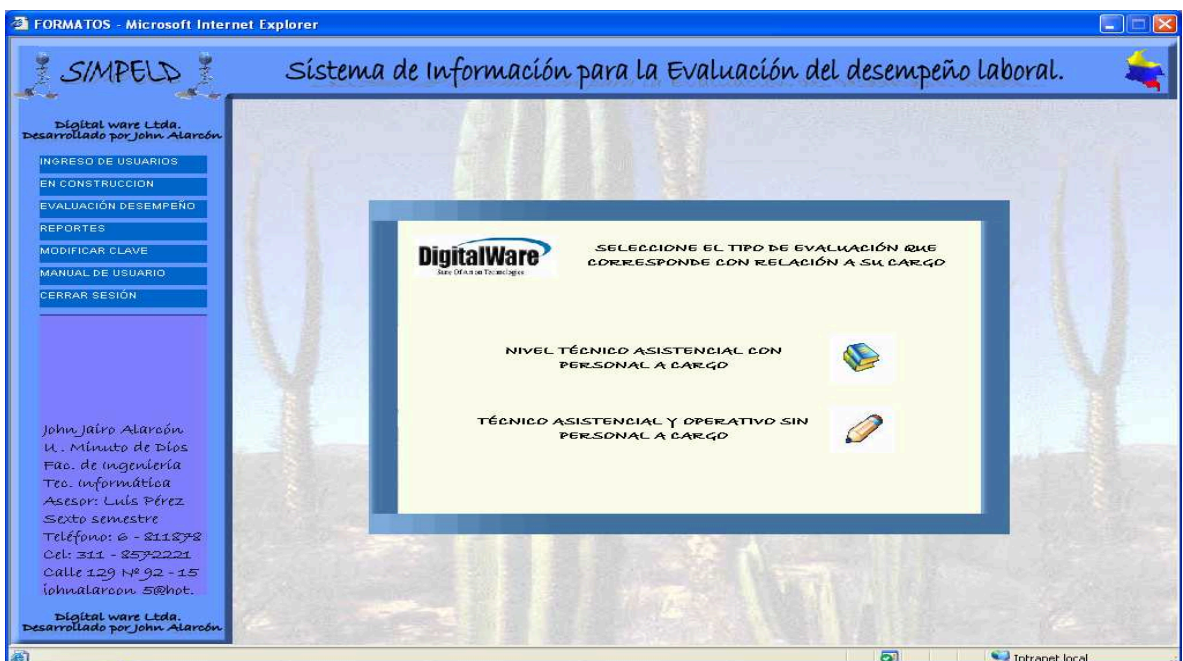 FORMATOS - Microsoft Internet Explorer
SIMPELD
Sistema de Información para la Evaluación del desempeño laboral.
Digital ware Ltda.
Desarrollado por John Alarcón
INGRESO DE USUARIOS
EN CONSTRUCCION
EVALUACIÓN DESEMPEÑO
REPORTES
MODIFICAR CLAVE
MANUAL DE USUARIO
CERRAR SESIÓN
DigitalWare
SELECCIONE EL TIPO DE EVALUACIÓN QUE
CORRESPONDE CON RELACIÓN A SU CARGO
NIVEL TÉCNICO ASISTENCIAL CON
PERSONAL A CARGO
TÉCNICO ASISTENCIAL Y OPERATIVO SIN
PERSONAL A CARGO
John Jairo Alarcón
U. Minuto de Dios
Fac. de Ingeniería
Tec. Informática
Asesor: Luís Pérez
Sexto semestre
Teléfono: 6 - 811878
Cel: 311 - 8572221
Calle 129 Nº 92 - 15
johnalarcon 5@hot.
Digital ware Ltda.
Desarrollado por John Alarcón
Intranet local